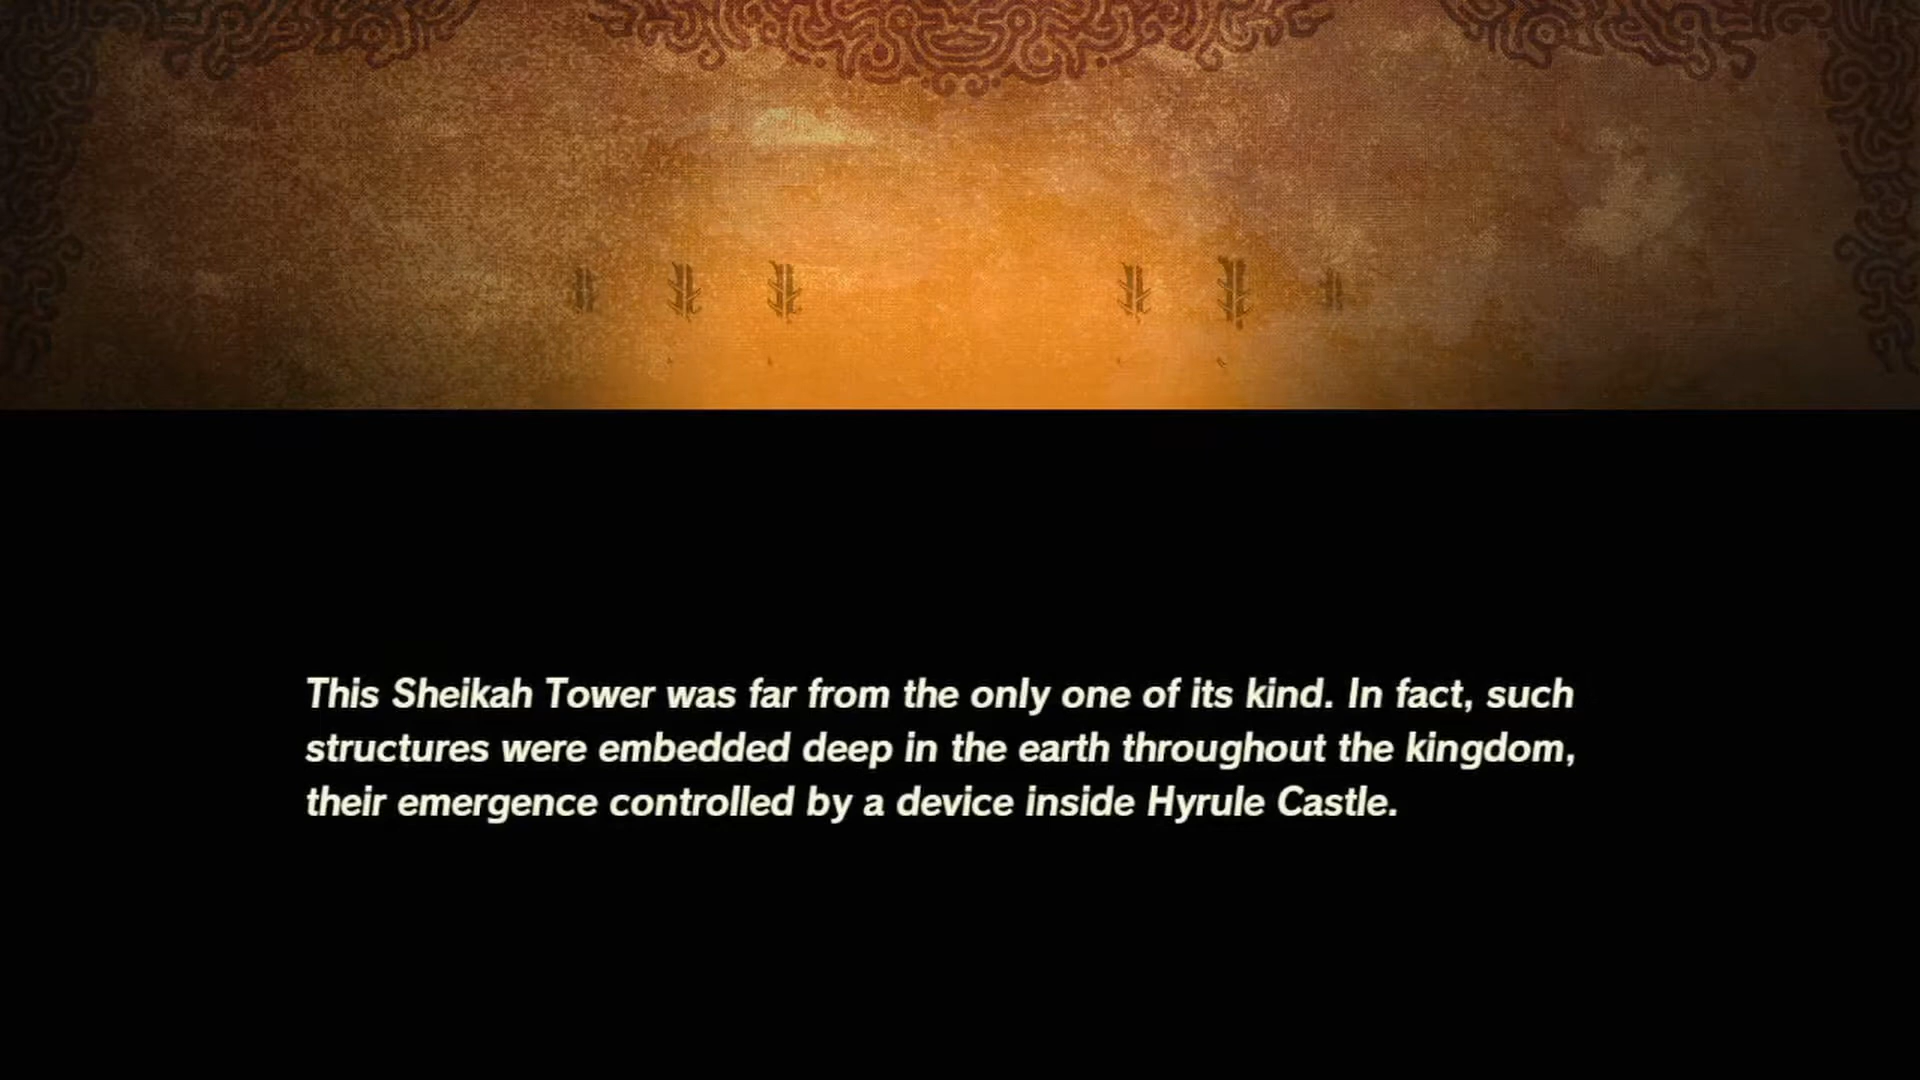 This Sheikah Tower was far from the only one of its kind. In fact, such
structures were embedded deep in the earth throughout the kingdom,
their emergence controlled by a device inside Hyrule Castle.